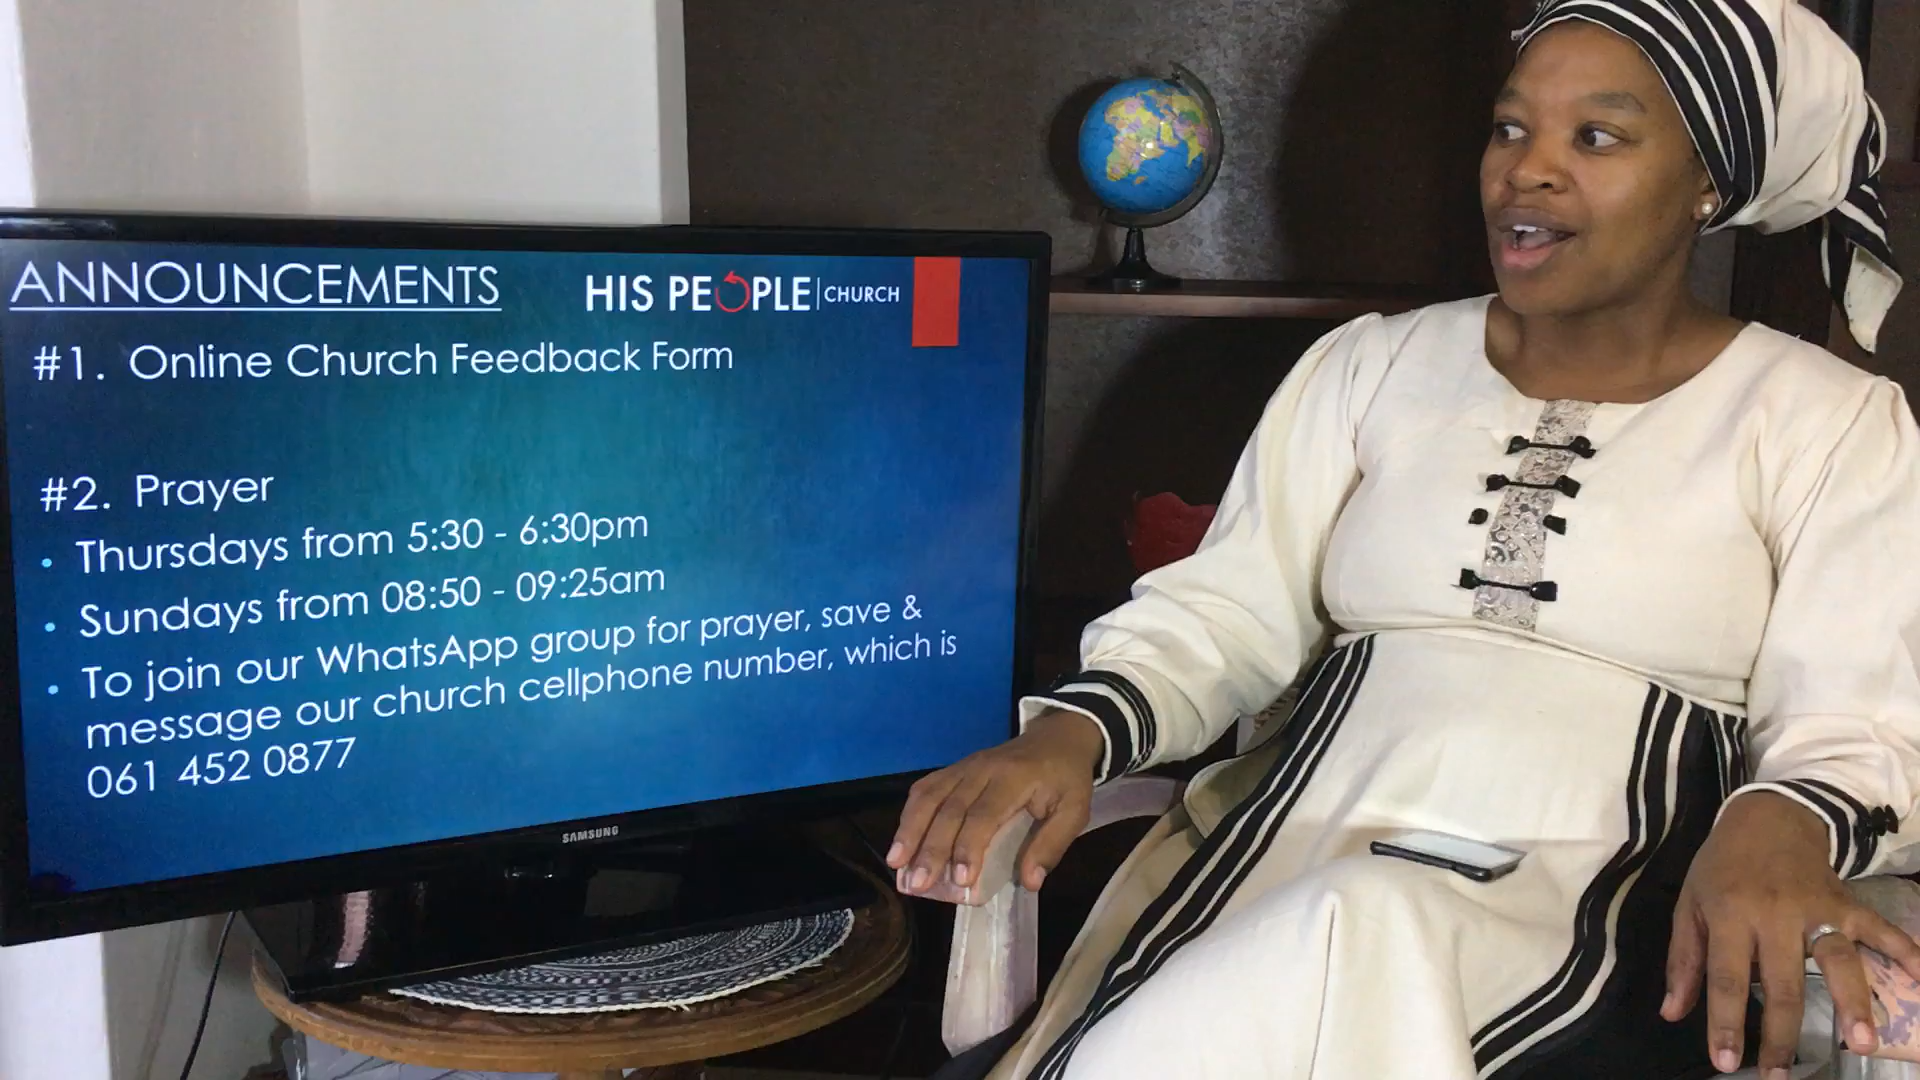 ANNOUNCEMENTS
HIS PEOPLE CHURCH
#1. Online Church Feedback Form
#2. Prayer
• Thursdays from 5:30 - 6:30pm
• Sundays from 08:50 - 09:25am
• To join our WhatsApp group for prayer, save &
message our church cellphone number, which is
061 452 0877
SAMSUNG